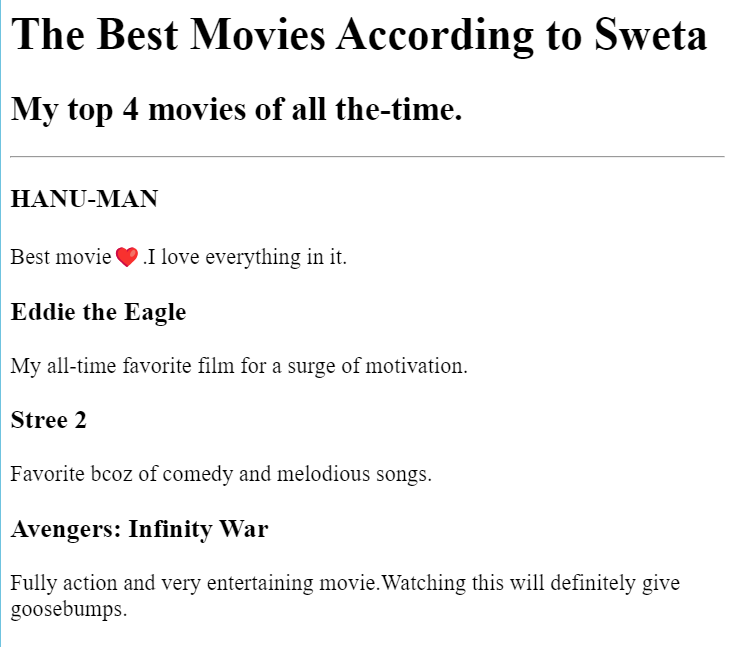 The Best Movies According to Sweta
My top 4 movies of all the-time.
HANU-MAN
Best movie❤️.I love everything in it.
Eddie the Eagle
My all-time favorite film for a surge of motivation.
Stree 2
Favorite bcoz of comedy and melodious songs.
Avengers: Infinity War
Fully action and very entertaining movie.Watching this will definitely give
goosebumps.